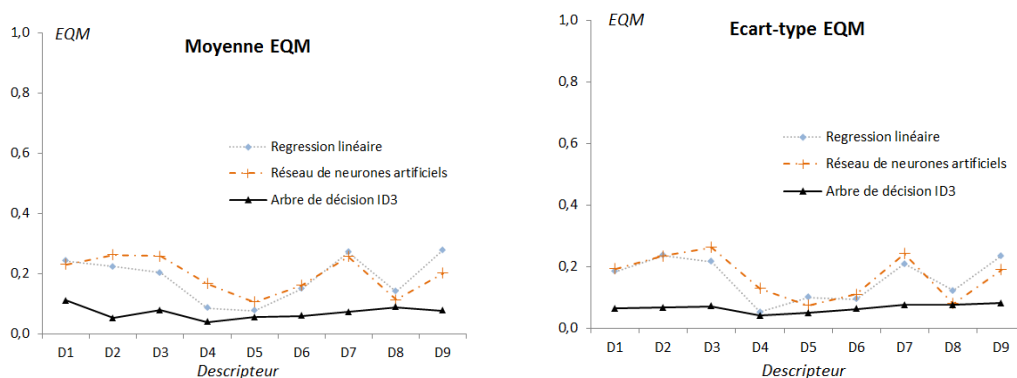 EQM
Moyenne EQM
1,0
0,8
0,6
0,4
0,2
0,0
Regression linéaire
Réseau de neurones artificiels
Arbre de décision ID3
D1 D2 D3 D4 D5 D6 D7 D8 D9
Descripteur
EQM
Ecart-type EQM
1,0
0,8
0,6
0,4
0,2
0,0
Regression linéaire
Réseau de neurones artificiels
Arbre de décision ID3
D1 D2 D3 D4 D5 D6 D7 D8 D9
Descripteur